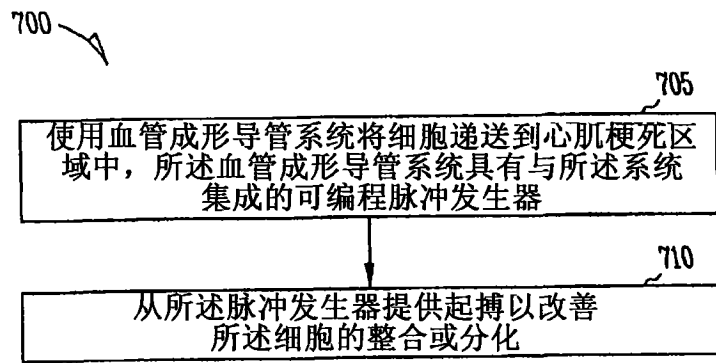 700
705
使用血管成形导管系统将细胞递送到心肌梗死区
域中，所述血管成形导管系统具有与所述系统
集成的可编程脉冲发生器
710
从所述脉冲发生器提供起搏以改善
所述细胞的整合或分化